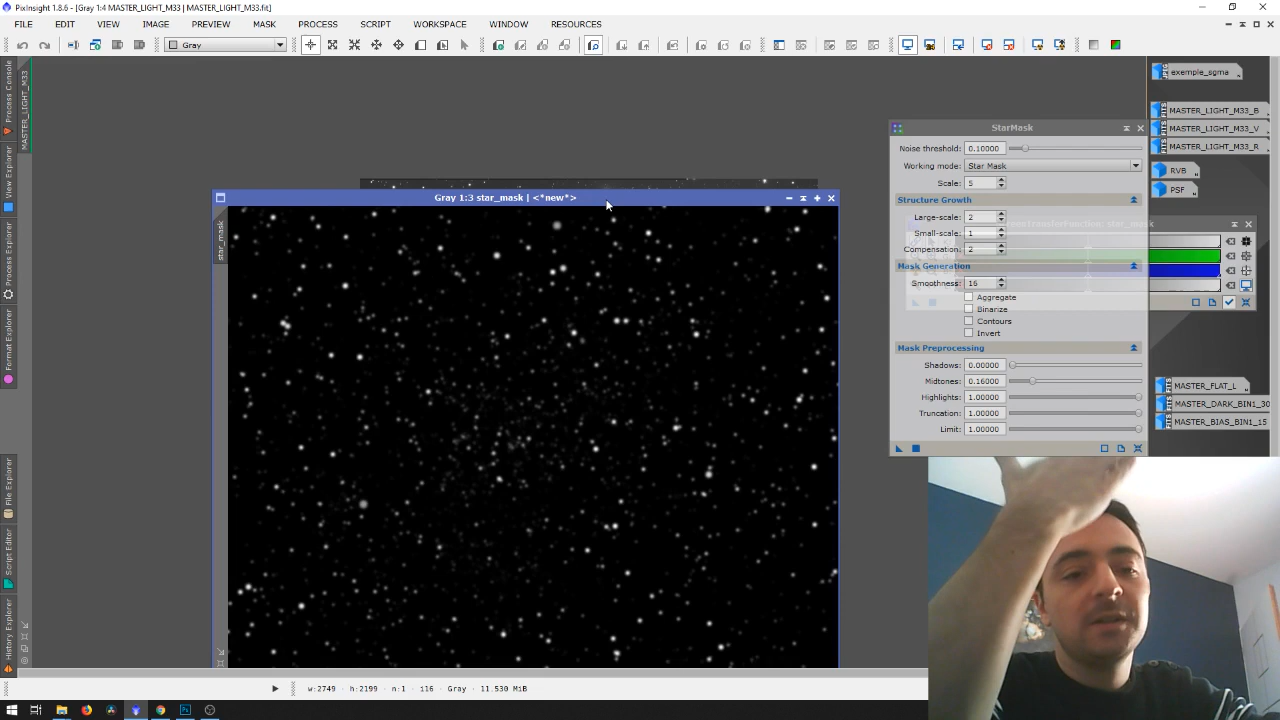 PixInsight 1.8.6 - [Gray 1:4 MASTER_LIGHT_M33 | MASTER_LIGHT_M33.fit]
FILE EDIT VIEW IMAGE PREVIEW MASK PROCESS SCRIPT WORKSPACE WINDOW RESOURCES
Gray
Process Console
View Explorer
Process Explorer
Format Explorer
File Explorer
Script Editor
History Explorer
MASTER_LIGHT_M33
Gray 1:3 star_mask | <*new*>
star_mask
StarMask
Noise threshold: 0.10000
Working mode: Star Mask
Scale: 5
Structure Growth
Large-scale: 2
Small-scale: 1
Compensation: 2
Mask Generation
Smoothness: 16
Aggregate
Binarize
Contours
Invert
Mask Preprocessing
Shadows: 0.00000
Midtones: 0.16000
Highlights: 1.00000
Truncation: 1.00000
Limit: 1.00000
exemple_sgma
MASTER_LIGHT_M33_B
MASTER_LIGHT_M33_V
MASTER_LIGHT_M33_R
RVB
PSF
MASTER_FLAT_L
MASTER_DARK_BIN1_30
MASTER_BIAS_BIN1_15
w:2749 · h:2199 · n:1 · i16 · Gray · 11.530 MiB